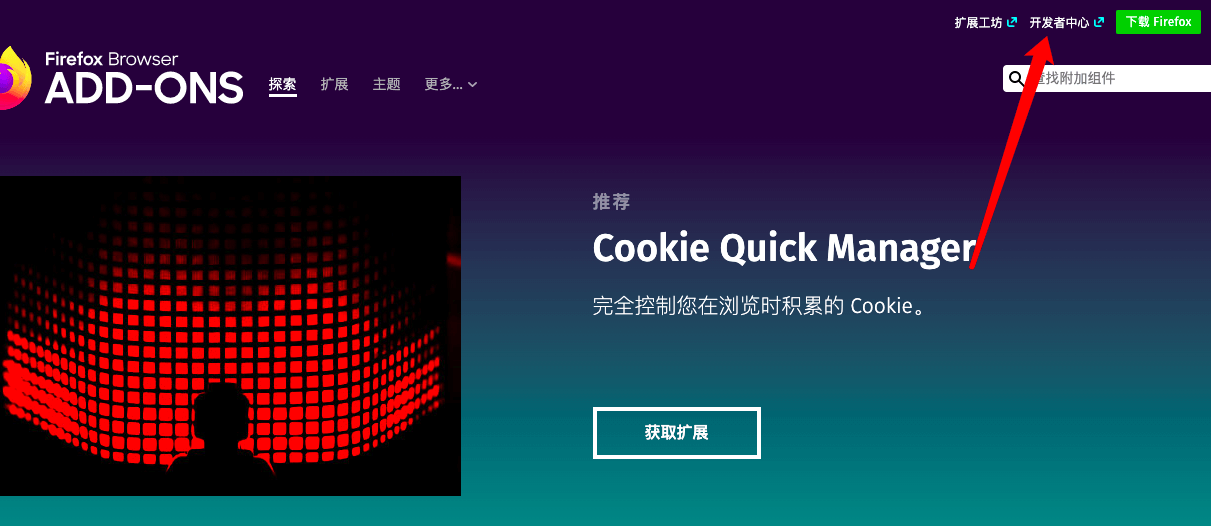 扩展工坊 开发者中心 下载 Firefox
Firefox Browser
ADD-ONS
探索 扩展 主题 更多...
找附加组件
推荐
Cookie Quick Manager
完全控制您在浏览时积累的 Cookie。
获取扩展